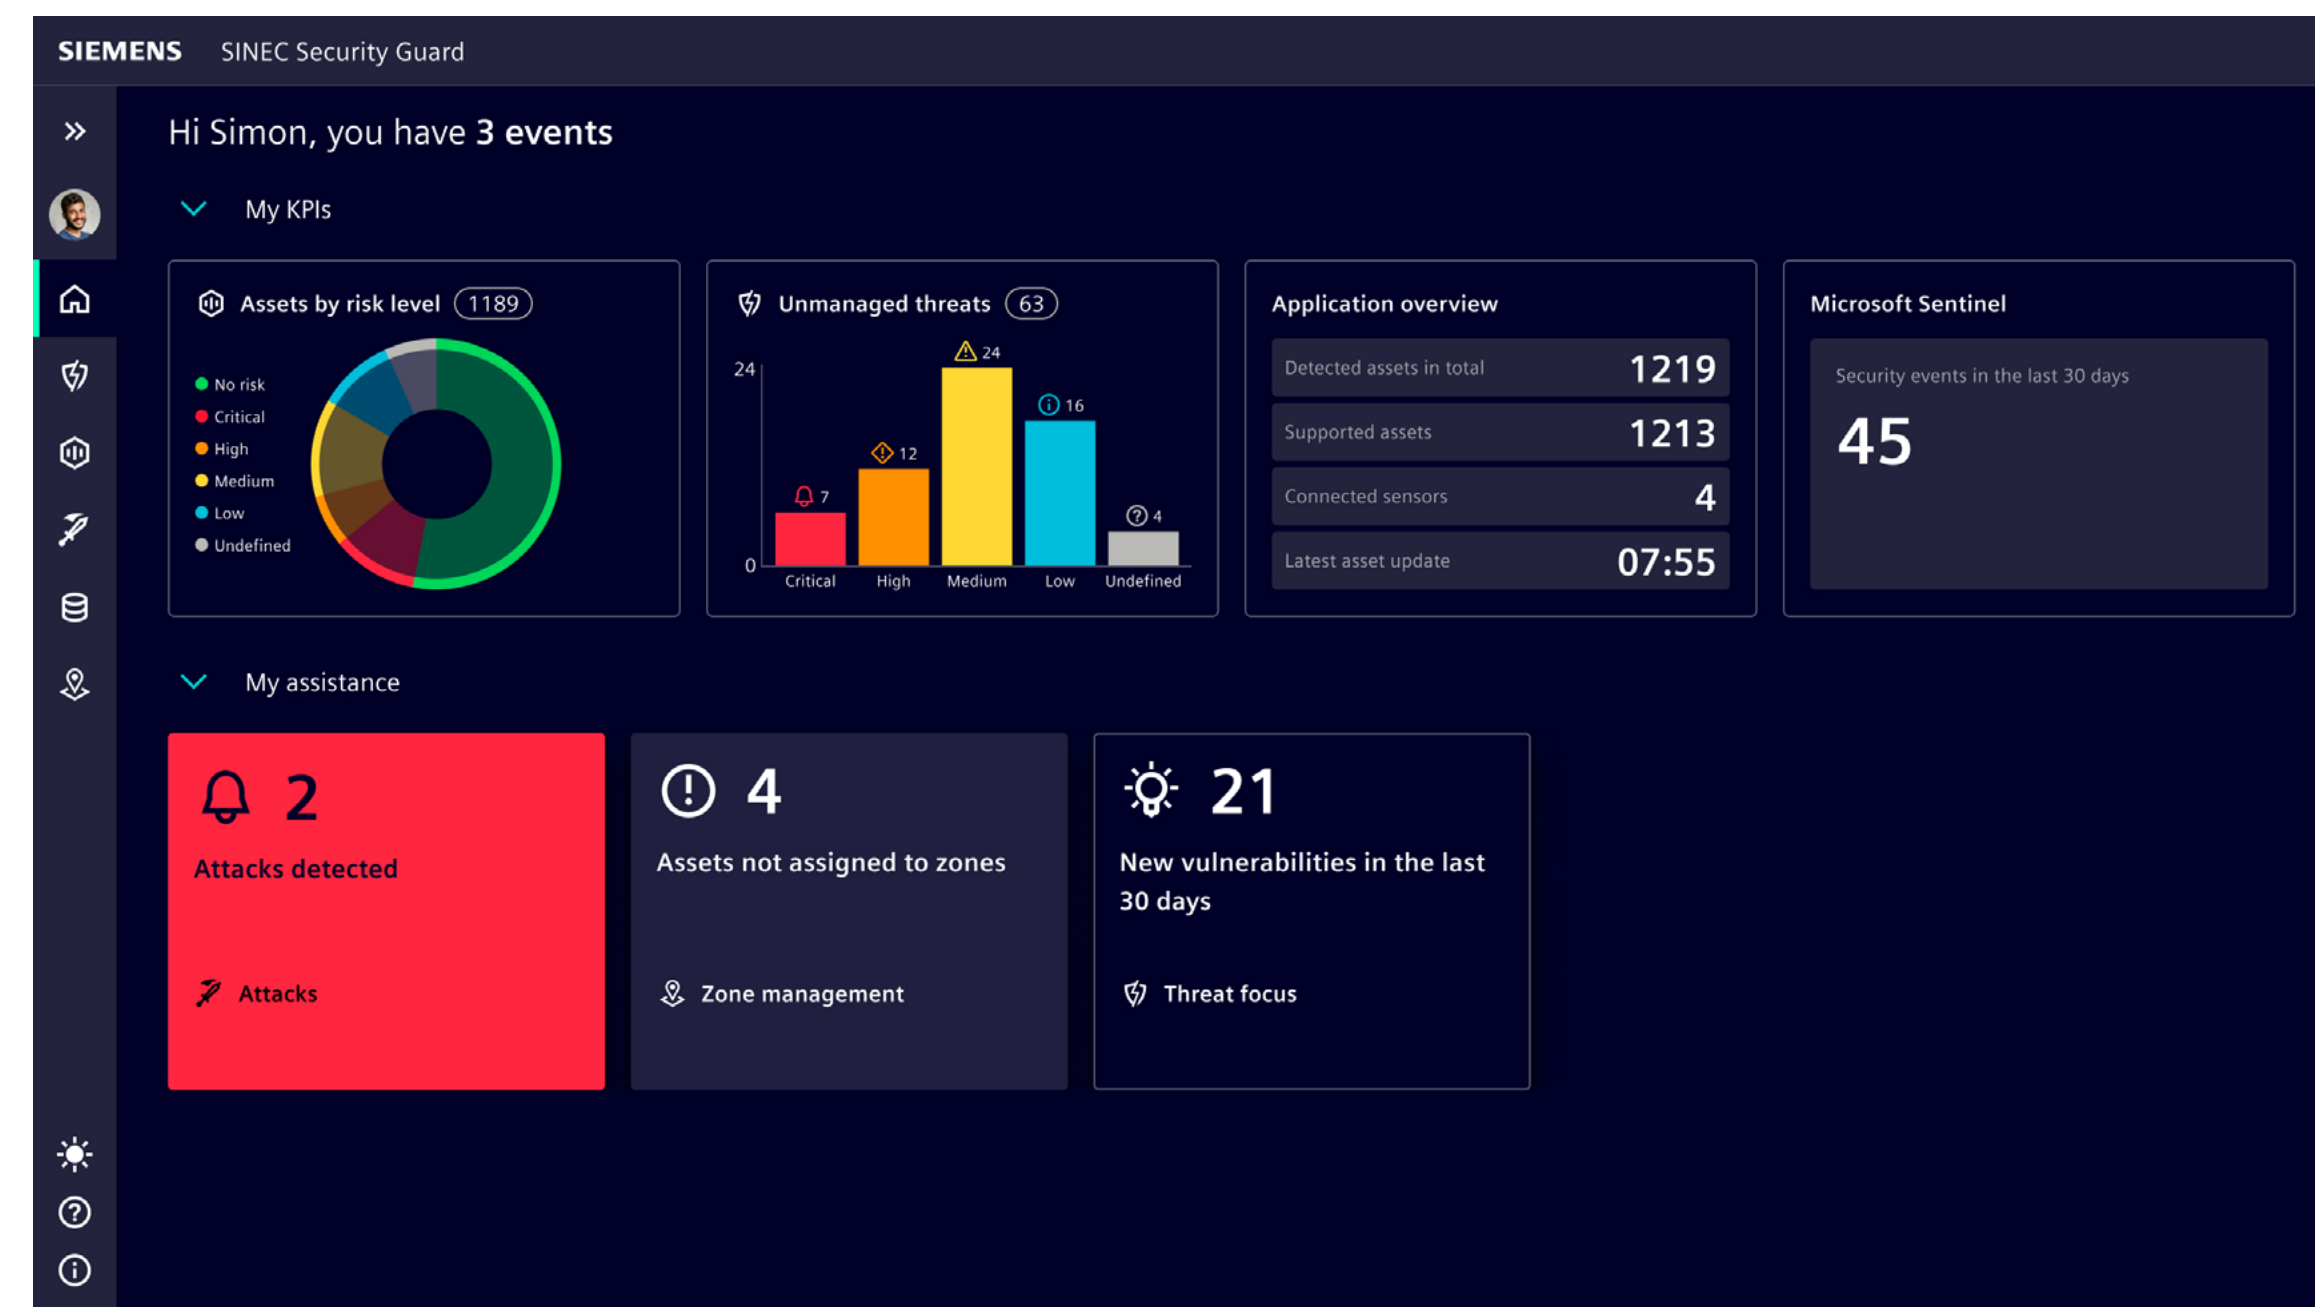 SIEMENS SINEC Security Guard
Hi Simon, you have 3 events
My KPIs
Assets by risk level 1189
No risk
Critical
High
Medium
Low
Undefined
Unmanaged threats 63
24
0
7
12
24
16
4
Critical High Medium Low Undefined
Application overview
Detected assets in total 1219
Supported assets 1213
Connected sensors 4
Latest asset update 07:55
Microsoft Sentinel
Security events in the last 30 days
45
My assistance
2
Attacks detected
Attacks
4
Assets not assigned to zones
Zone management
21
New vulnerabilities in the last
30 days
Threat focus